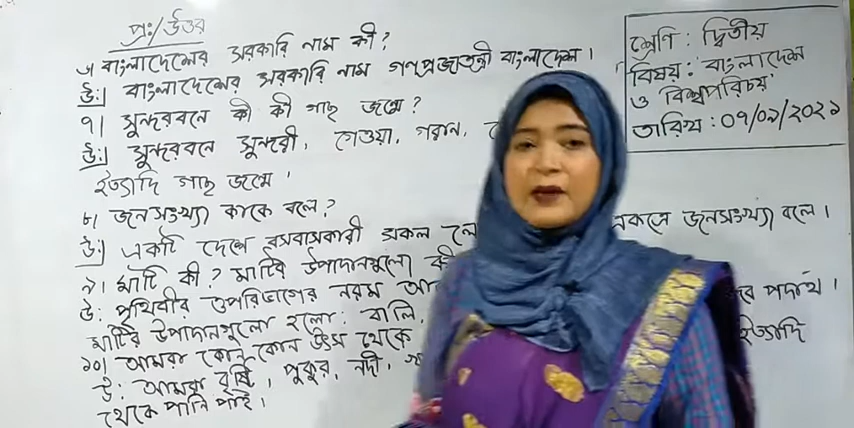 প্রঃ/উত্তর
৬। বাংলাদেশের সরকারি নাম কী?
উঃ। বাংলাদেশের সরকারি নাম গণপ্রজাতন্ত্রী বাংলাদেশ।
৭। সুন্দরবনে কী কী গাছ জন্মে?
উঃ। সুন্দরবনে সুন্দরী, গেওয়া, গরান,
ইত্যাদি গাছ জন্মে।
৮। জনসংখ্যা কাকে বলে?
উঃ। একটি দেশে বসবাসকারী সকল একত্রে জনসংখ্যা বলে।
৯। মাটি কী? মাটির উপাদানগুলো কী
উঃ পৃথিবীর উপরিভাগের নরম পদার্থ।
মাটির উপাদানগুলো হলো: বালি, ইত্যাদি
১০। আমরা কোন কোন উৎস থেকে
উঃ আমরা বৃষ্টি, পুকুর, নদী,
থেকে পানি পাই।
শ্রেণি: দ্বিতীয়
বিষয়: বাংলাদেশ
ও বিশ্বপরিচয়
তারিখ: ০৭/০৯/২০২১